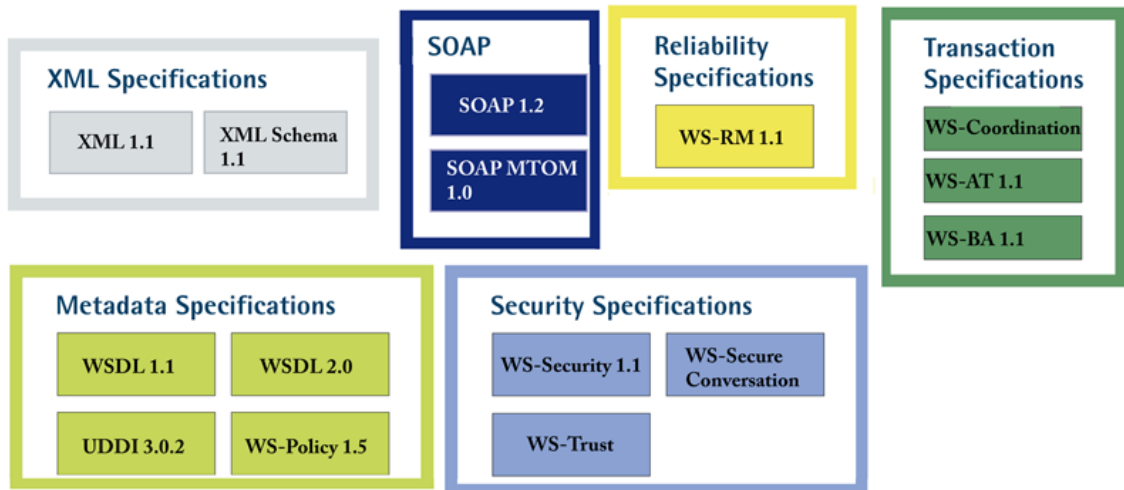 XML Specifications
XML 1.1
XML Schema
1.1
SOAP
SOAP 1.2
SOAP MTOM
1.0
Reliability
Specifications
WS-RM 1.1
Transaction
Specifications
WS-Coordination
WS-AT 1.1
WS-BA 1.1
Metadata Specifications
WSDL 1.1
WSDL 2.0
UDDI 3.0.2
WS-Policy 1.5
Security Specifications
WS-Security 1.1
WS-Secure
Conversation
WS-Trust